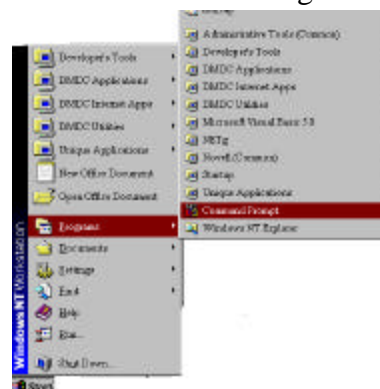 Developer's Tools
DMDC Applications
DMDC Internet Apps
DMDC Utilities
Unique Applications
New Office Document
Open Office Document
Programs
Documents
Settings
Find
Help
Run...
Shut Down...
Windows NT Workstation
Start
Administrative Tools (Common)
Developer's Tools
DMDC Applications
DMDC Internet Apps
DMDC Utilities
Microsoft Visual Basic 5.0
NETg
Novell (Common)
Startup
Unique Applications
Command Prompt
Windows NT Explorer